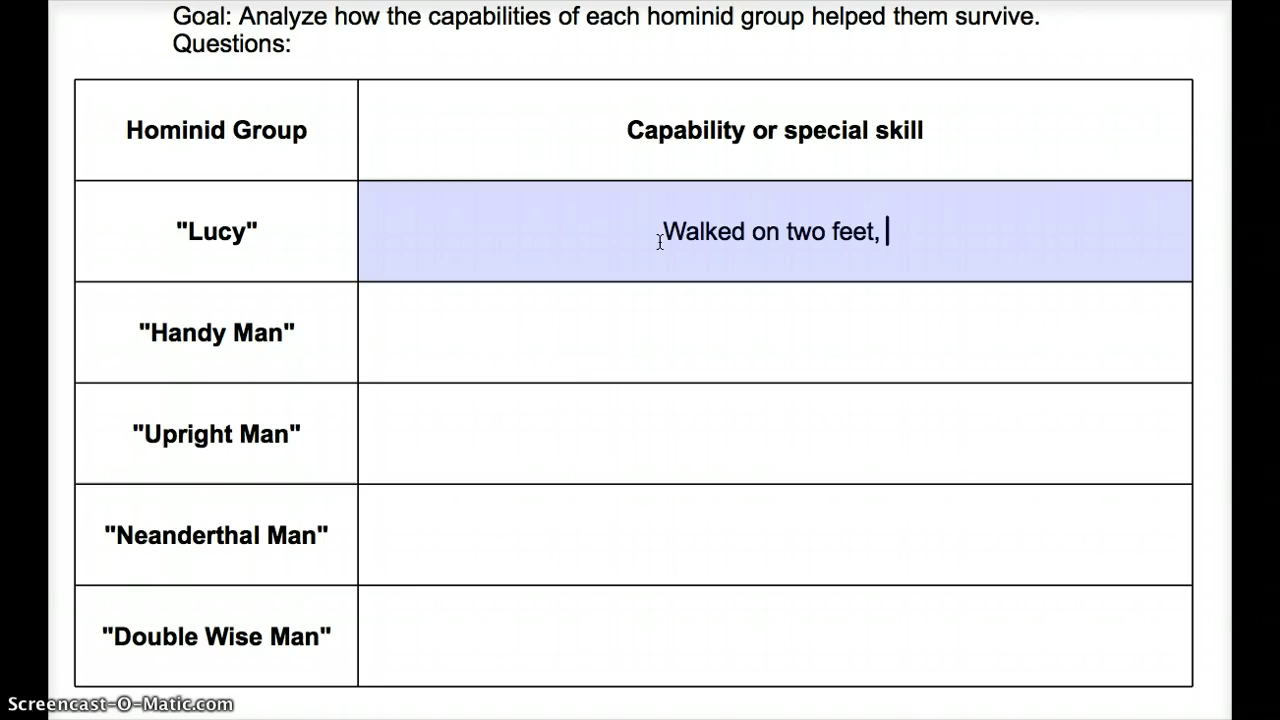 Goal: Analyze how the capabilities of each hominid group helped them survive.
Questions:
Hominid Group
Capability or special skill
"Lucy"
Walked on two feet,
"Handy Man"
"Upright Man"
"Neanderthal Man"
"Double Wise Man"
Screencast-O-Matic.com